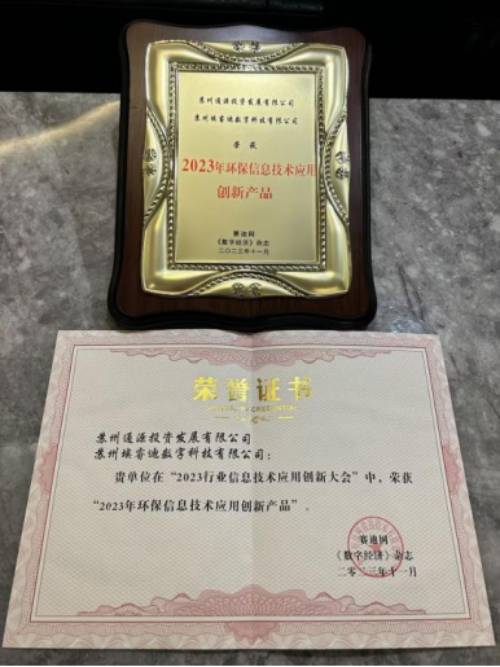 苏州通源投资发展有限公司
苏州埃睿迪数字科技有限公司
荣获
2023年环保信息技术应用
创新产品
赛迪网
《数字经济》杂志
二〇二三年十一月
荣誉证书
苏州通源投资发展有限公司
苏州埃睿迪数字科技有限公司：
贵单位在“2023行业信息技术应用创新大会”中，荣获
“2023年环保信息技术应用创新产品”。
赛迪网
《数字经济》杂志
二零二三年十一月